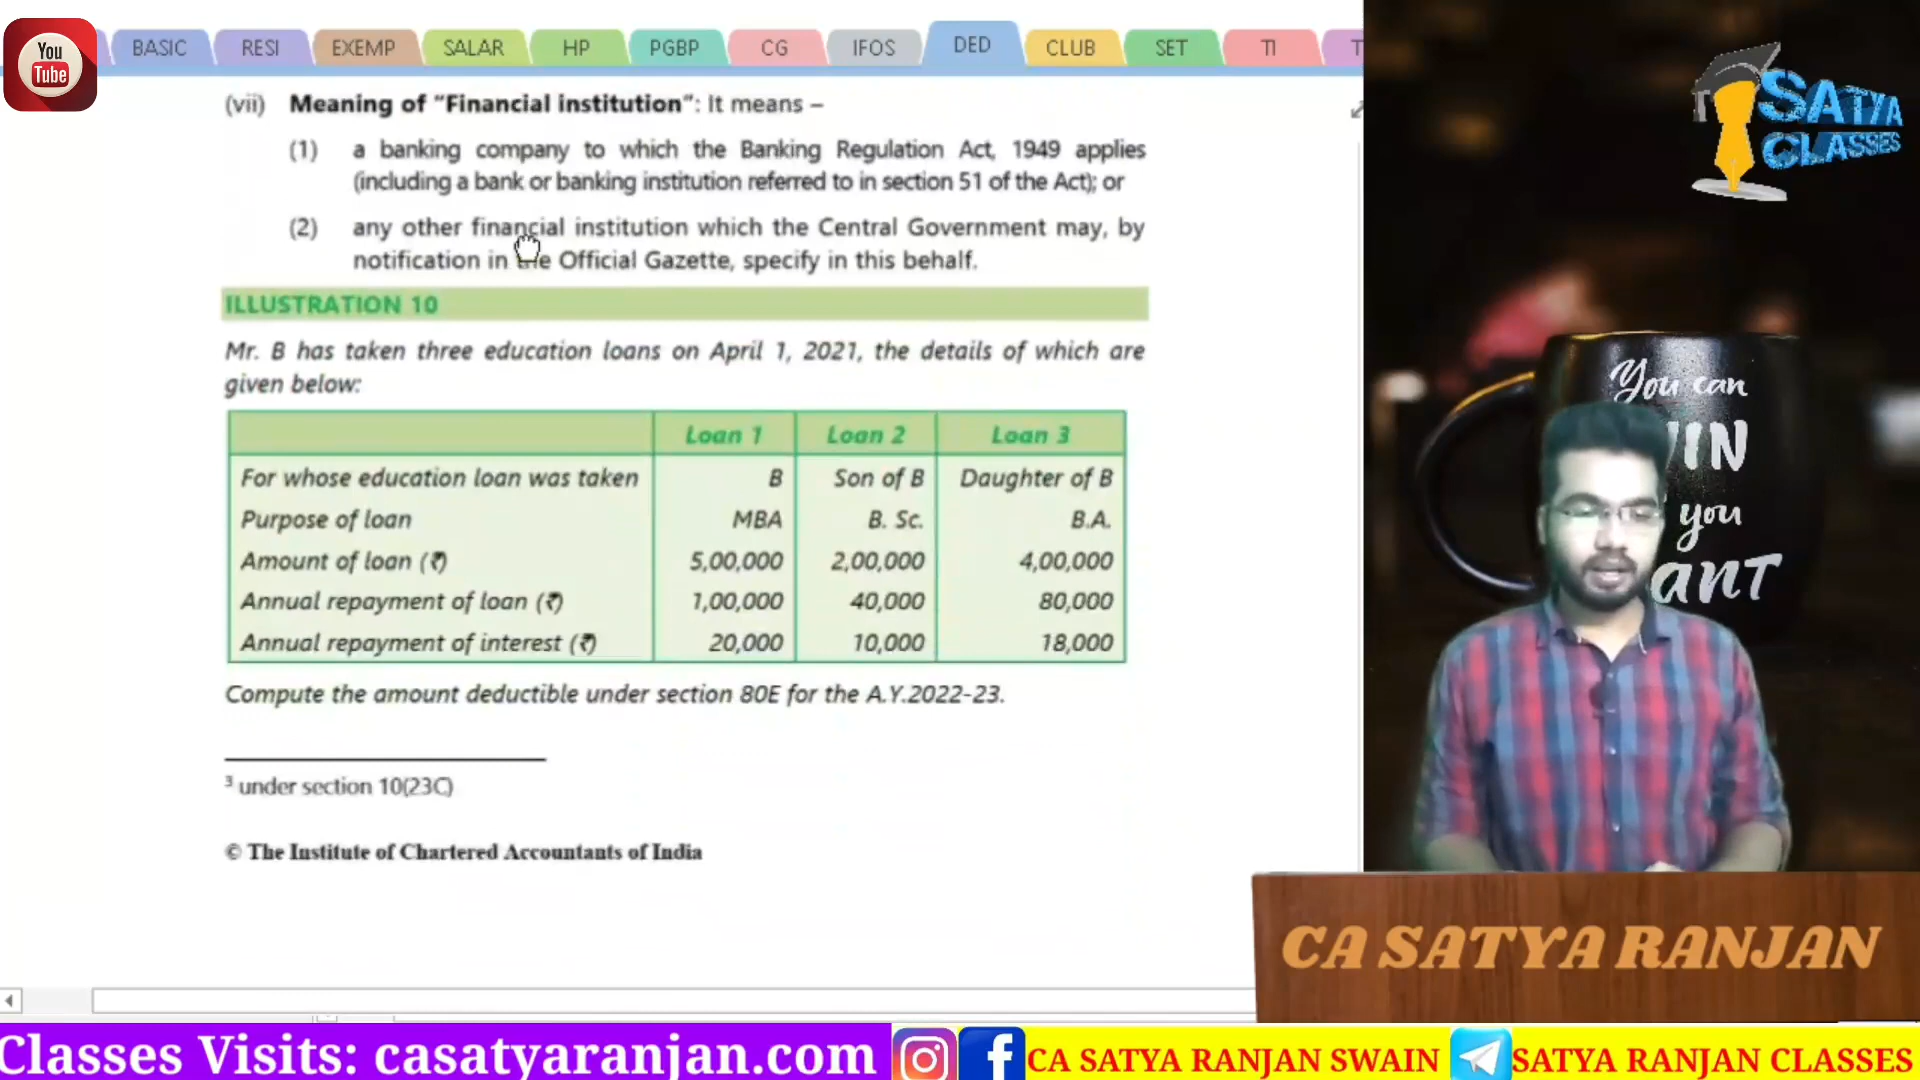 You
Tube
BASIC RESI EXEMP SALAR HP PGBP CG IFOS DED CLUB SET TI T
(vii) Meaning of “Financial institution”: It means –
(1) a banking company to which the Banking Regulation Act, 1949 applies
(including a bank or banking institution referred to in section 51 of the Act); or
(2) any other financial institution which the Central Government may, by
notification in the Official Gazette, specify in this behalf.
ILLUSTRATION 10
Mr. B has taken three education loans on April 1, 2021, the details of which are
given below:
Loan 1 Loan 2 Loan 3
For whose education loan was taken B Son of B Daughter of B
Purpose of loan MBA B. Sc. B.A.
Amount of loan (₹) 5,00,000 2,00,000 4,00,000
Annual repayment of loan (₹) 1,00,000 40,000 80,000
Annual repayment of interest (₹) 20,000 10,000 18,000
Compute the amount deductible under section 80E for the A.Y.2022-23.
3 under section 10(23C)
© The Institute of Chartered Accountants of India
SATYA
CLASSES
You can
IN
you
ANT
CA SATYA RANJAN
Classes Visits: casatyaranjan.com f CA SATYA RANJAN SWAIN SATYA RANJAN CLASSES